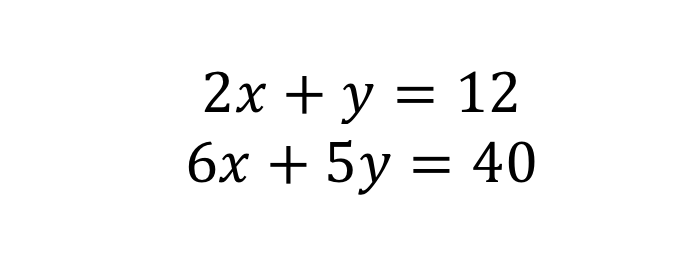 2x + y = 12
6x + 5y = 40